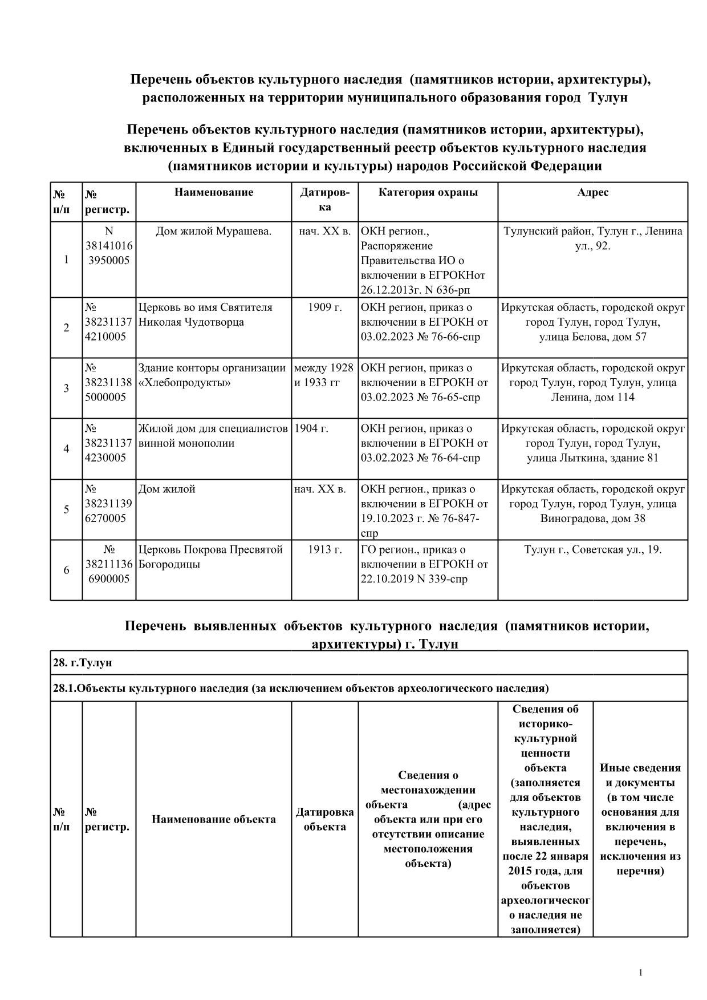 Перечень объектов культурного наследия (памятников истории, архитектуры),
расположенных на территории муниципального образования город Тулун
Перечень объектов культурного наследия (памятников истории, архитектуры),
включенных в Единый государственный реестр объектов культурного наследия
(памятников истории и культуры) народов Российской Федерации
№
п/п
№
регистр.
Наименование
Датиров-
ка
Категория охраны
Адрес
1
N
38141016
3950005
Дом жилой Мурашева.
нач. XX в.
ОКН регион.,
Распоряжение
Правительства ИО о
включении в ЕГРОКНот
26.12.2013г. N 636-рп
Тулунский район, Тулун г., Ленина
ул., 92.
2
№
38231137
4210005
Церковь во имя Святителя
Николая Чудотворца
1909 г.
ОКН регион, приказ о
включении в ЕГРОКН от
03.02.2023 № 76-66-спр
Иркутская область, городской округ
город Тулун, город Тулун,
улица Белова, дом 57
3
№
38231138
5000005
Здание конторы организации
«Хлебопродукты»
между 1928
и 1933 гг
ОКН регион, приказ о
включении в ЕГРОКН от
03.02.2023 № 76-65-спр
Иркутская область, городской округ
город Тулун, город Тулун, улица
Ленина, дом 114
4
№
38231137
4230005
Жилой дом для специалистов
винной монополии
1904 г.
ОКН регион, приказ о
включении в ЕГРОКН от
03.02.2023 № 76-64-спр
Иркутская область, городской округ
город Тулун, город Тулун,
улица Лыткина, здание 81
5
№
38231139
6270005
Дом жилой
нач. XX в.
ОКН регион., приказ о
включении в ЕГРОКН от
19.10.2023 г. № 76-847-
спр
Иркутская область, городской округ
город Тулун, город Тулун, улица
Виноградова, дом 38
6
№
38211136
6900005
Церковь Покрова Пресвятой
Богородицы
1913 г.
ГО регион., приказ о
включении в ЕГРОКН от
22.10.2019 N 339-спр
Тулун г., Советская ул., 19.
Перечень выявленных объектов культурного наследия (памятников истории,
архитектуры) г. Тулун
28. г.Тулун
28.1.Объекты культурного наследия (за исключением объектов археологического наследия)
№
п/п
№
регистр.
Наименование объекта
Датировка
объекта
Сведения о
местонахождении
объекта (адрес
объекта или при его
отсутствии описание
местоположения
объекта)
Сведения об
историко-
культурной
ценности
объекта
(заполняется
для объектов
культурного
наследия,
выявленных
после 22 января
2015 года, для
объектов
археологическог
о наследия не
заполняется)
Иные сведения
и документы
(в том числе
основания для
включения в
перечень,
исключения из
перечня)
1